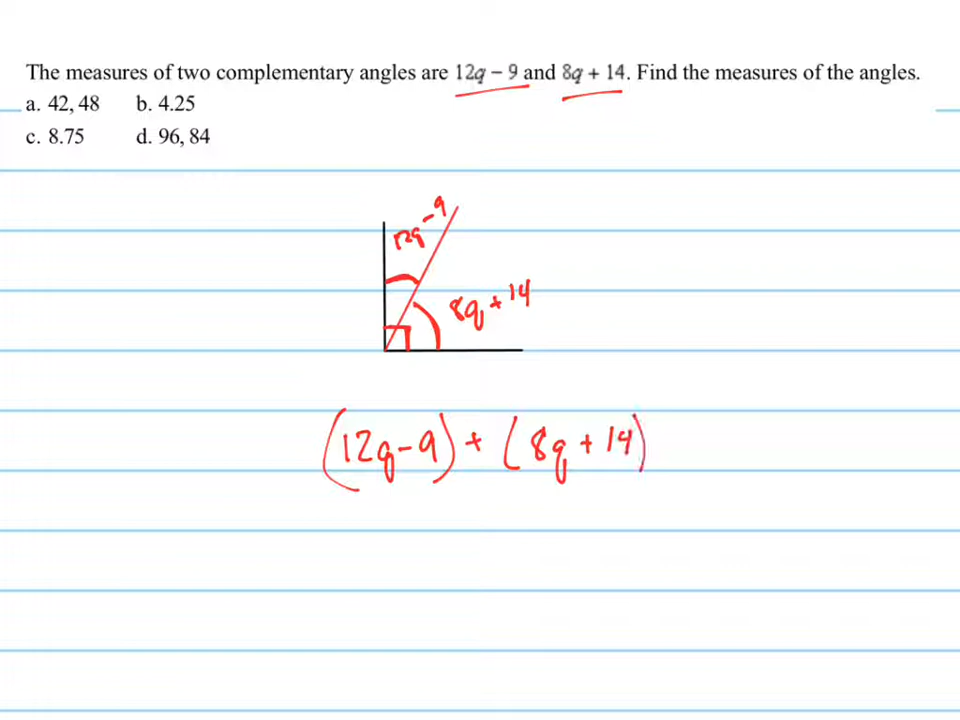 The measures of two complementary angles are 12q − 9 and 8q + 14. Find the measures of the angles.
a. 42, 48 b. 4.25
c. 8.75 d. 96, 84
12q - 9
8q + 14
(12q - 9) + (8q + 14)